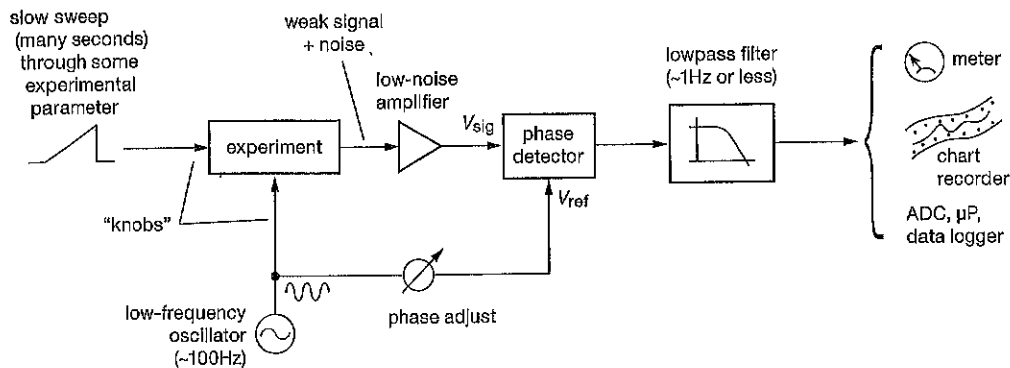 slow sweep
(many seconds)
through some
experimental
parameter
"knobs"
experiment
weak signal
+ noise
low-noise
amplifier
Vsig
phase
detector
Vref
low-frequency
oscillator
(~100Hz)
phase adjust
lowpass filter
(~1Hz or less)
meter
chart
recorder
ADC, µP,
data logger